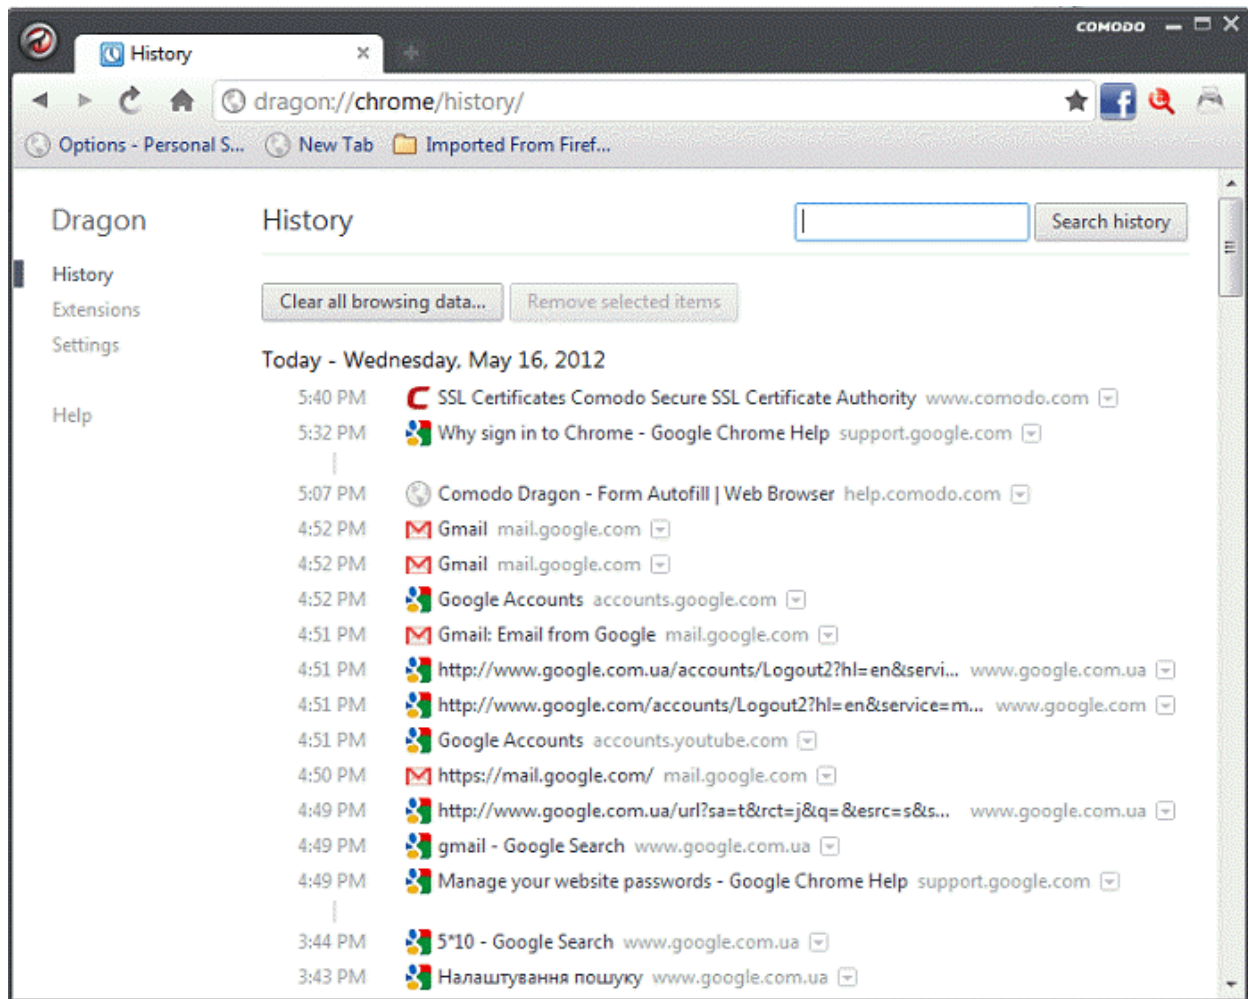 COMODO
History
dragon://chrome/history/
Options - Personal S... New Tab Imported From Firef...
Dragon
History
Extensions
Settings
Help
History
Search history
Clear all browsing data... Remove selected items
Today - Wednesday, May 16, 2012
5:40 PM SSL Certificates Comodo Secure SSL Certificate Authority www.comodo.com
5:32 PM Why sign in to Chrome - Google Chrome Help support.google.com
5:07 PM Comodo Dragon - Form Autofill | Web Browser help.comodo.com
4:52 PM Gmail mail.google.com
4:52 PM Gmail mail.google.com
4:52 PM Google Accounts accounts.google.com
4:51 PM Gmail: Email from Google mail.google.com
4:51 PM http://www.google.com.ua/accounts/Logout2?hl=en&servi... www.google.com.ua
4:51 PM http://www.google.com/accounts/Logout2?hl=en&service=m... www.google.com
4:51 PM Google Accounts accounts.youtube.com
4:50 PM https://mail.google.com/ mail.google.com
4:49 PM http://www.google.com.ua/url?sa=t&rct=j&q=&esrc=s&s... www.google.com.ua
4:49 PM gmail - Google Search www.google.com.ua
4:49 PM Manage your website passwords - Google Chrome Help support.google.com
3:44 PM 5*10 - Google Search www.google.com.ua
3:43 PM Налаштування пошуку www.google.com.ua